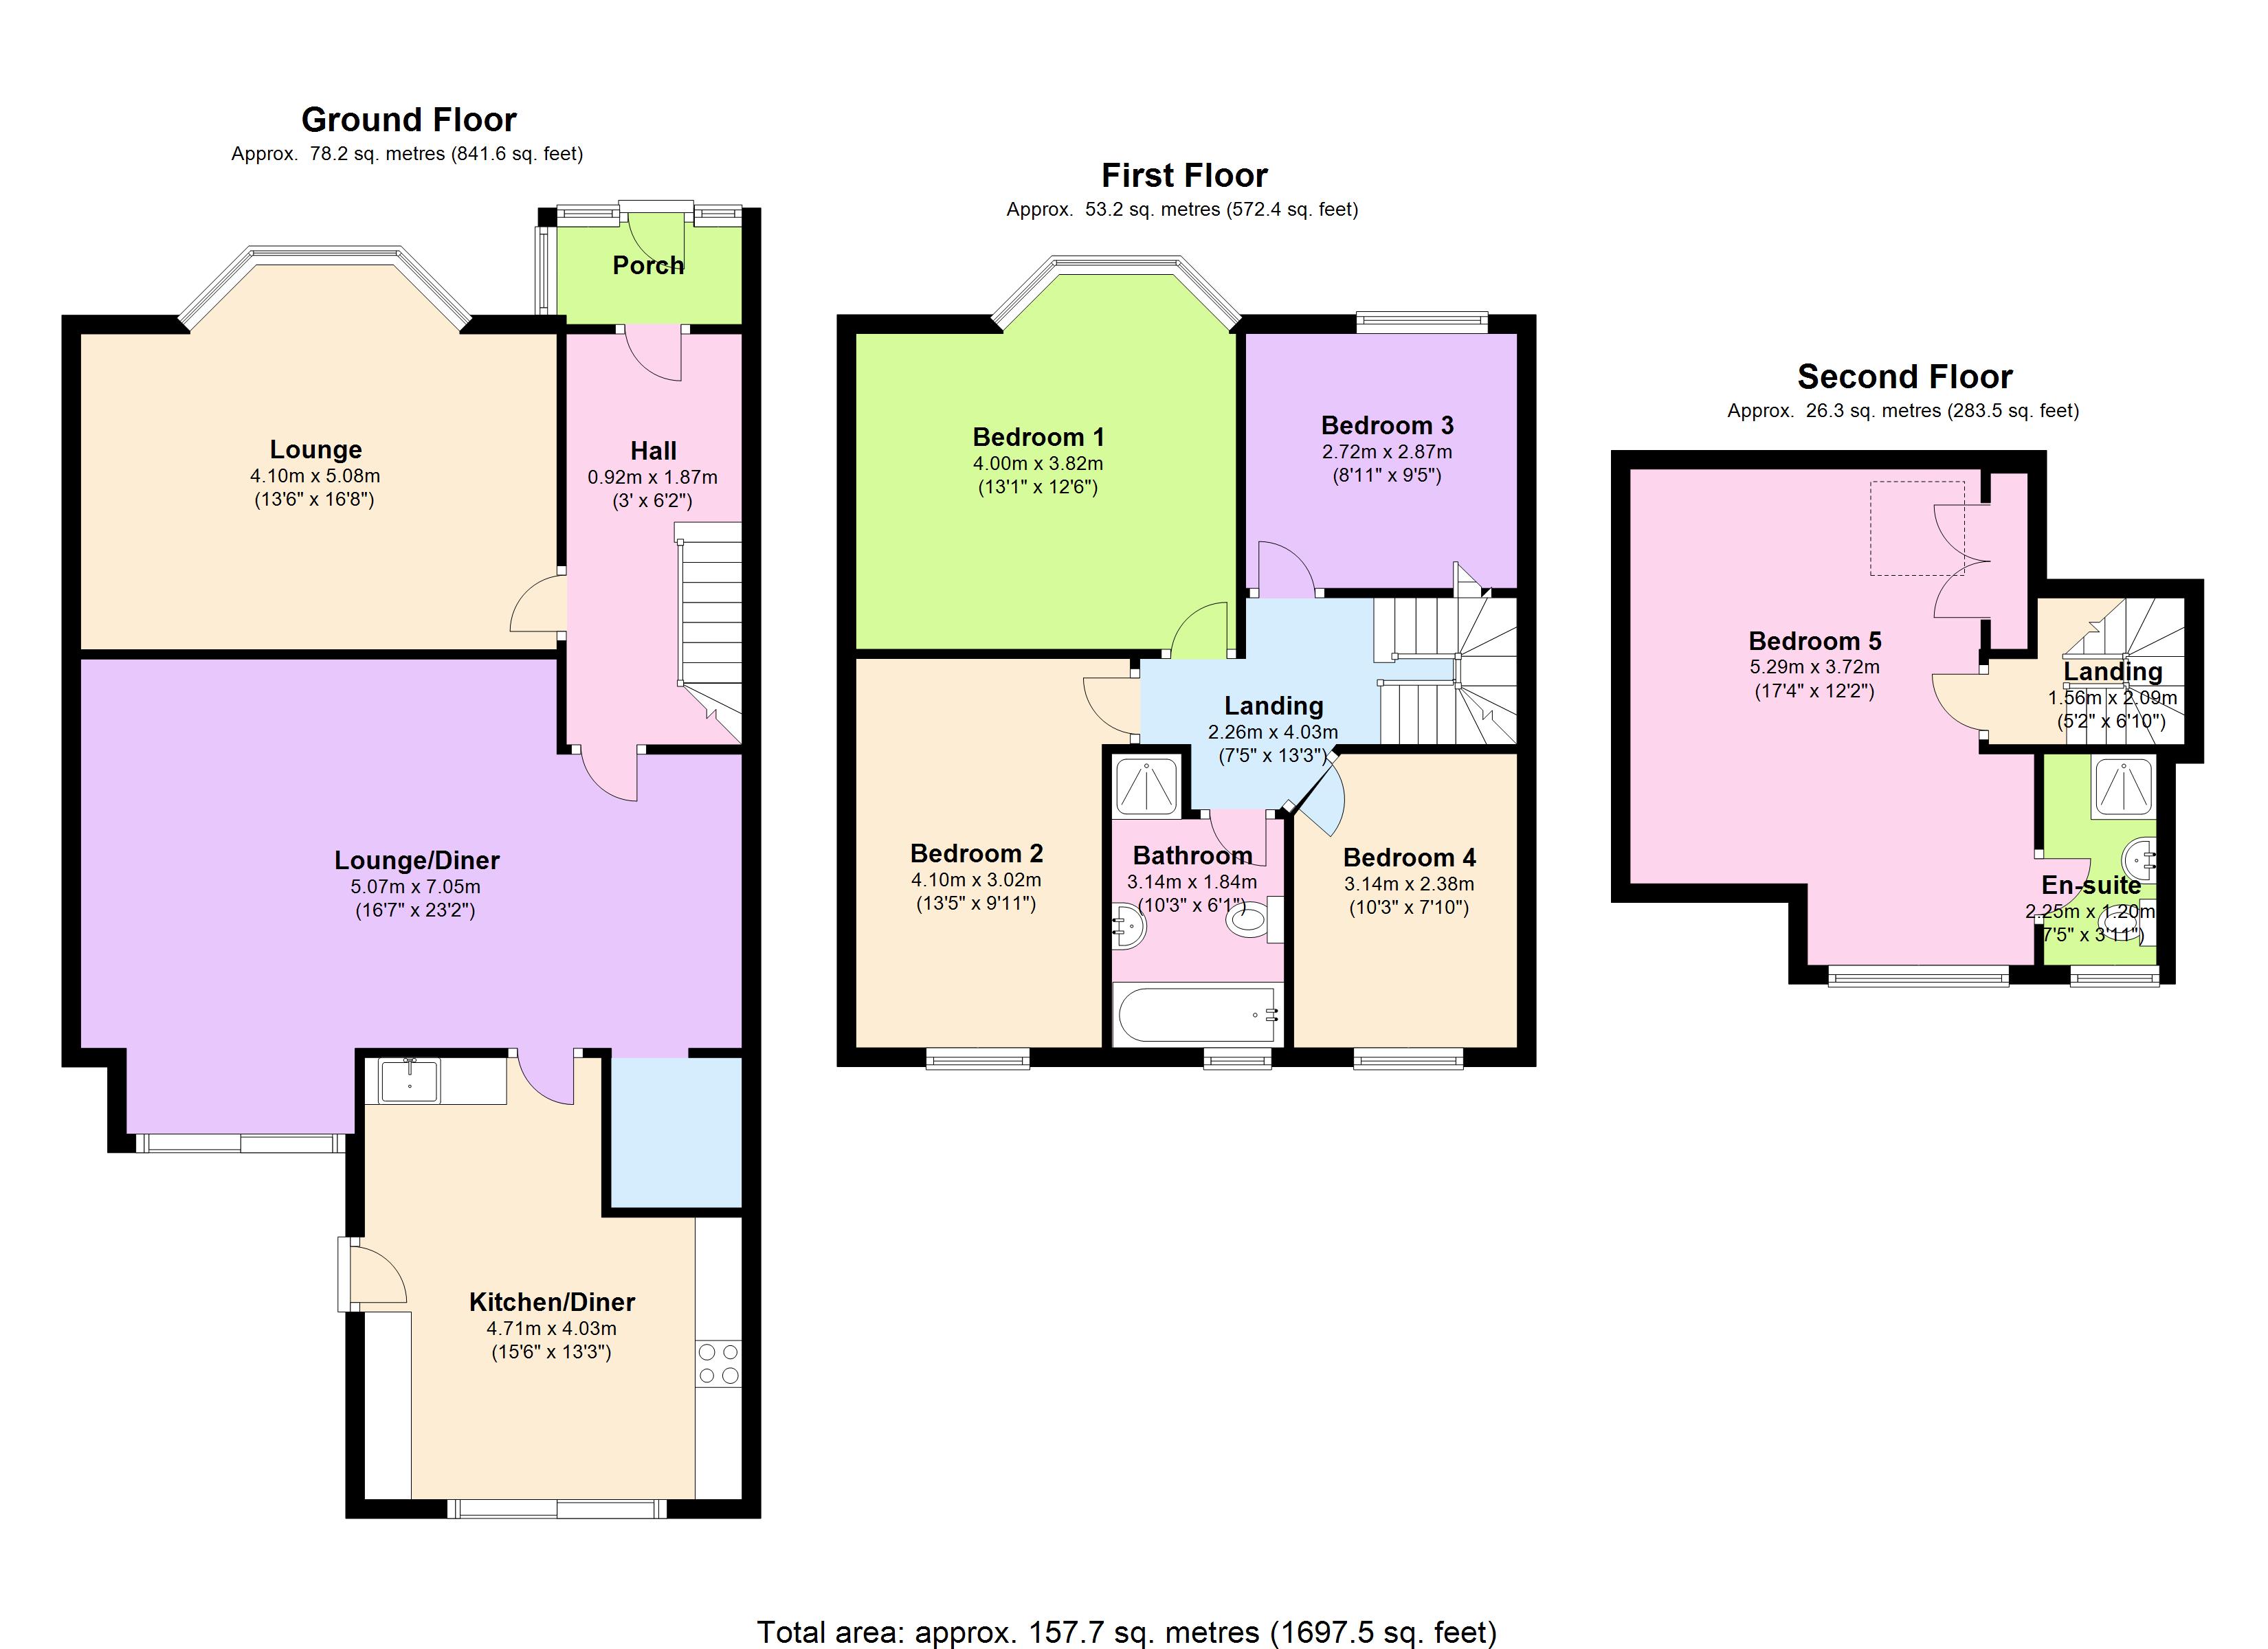 Ground Floor
Approx.  78.2 sq. metres (841.6 sq. feet)
Porch
Lounge
4.10m x 5.08m
(13'6" x 16'8")
Hall
0.92m x 1.87m
(3' x 6'2")
Lounge/Diner
5.07m x 7.05m
(16'7" x 23'2")
Kitchen/Diner
4.71m x 4.03m
(15'6" x 13'3")
First Floor
Approx.  53.2 sq. metres (572.4 sq. feet)
Bedroom 1
4.00m x 3.82m
(13'1" x 12'6")
Bedroom 3
2.72m x 2.87m
(8'11" x 9'5")
Landing
2.26m x 4.03m
(7'5" x 13'3")
Bedroom 2
4.10m x 3.02m
(13'5" x 9'11")
Bathroom
3.14m x 1.84m
(10'3" x 6'1")
Bedroom 4
3.14m x 2.38m
(10'3" x 7'10")
Second Floor
Approx.  26.3 sq. metres (283.5 sq. feet)
Bedroom 5
5.29m x 3.72m
(17'4" x 12'2")
Landing
1.56m x 2.09m
(5'2" x 6'10")
En-suite
2.25m x 1.20m
(7'5" x 3'11")
Total area: approx. 157.7 sq. metres (1697.5 sq. feet)